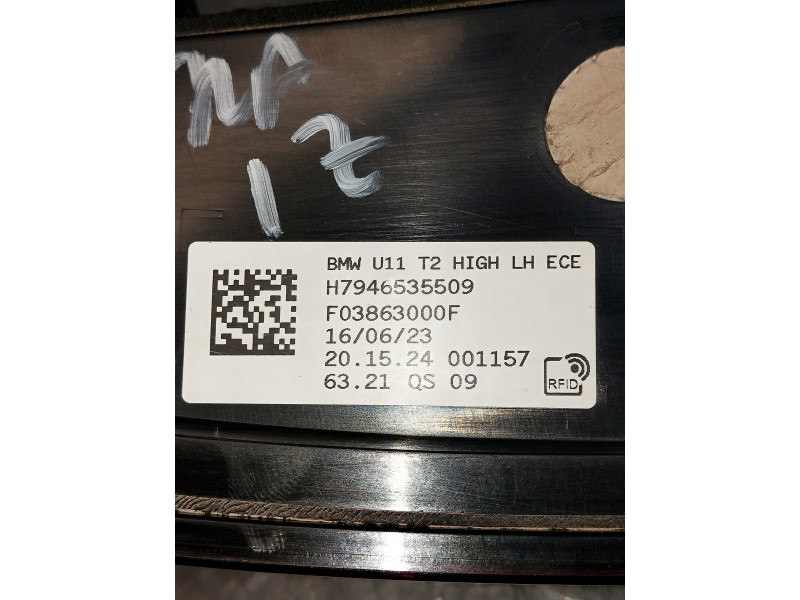 IZ
BMW U11 T2 HIGH LH ECE
H7946535509
F03863000F
16/06/23
20.15.24 001157
63.21 QS 09
RFID